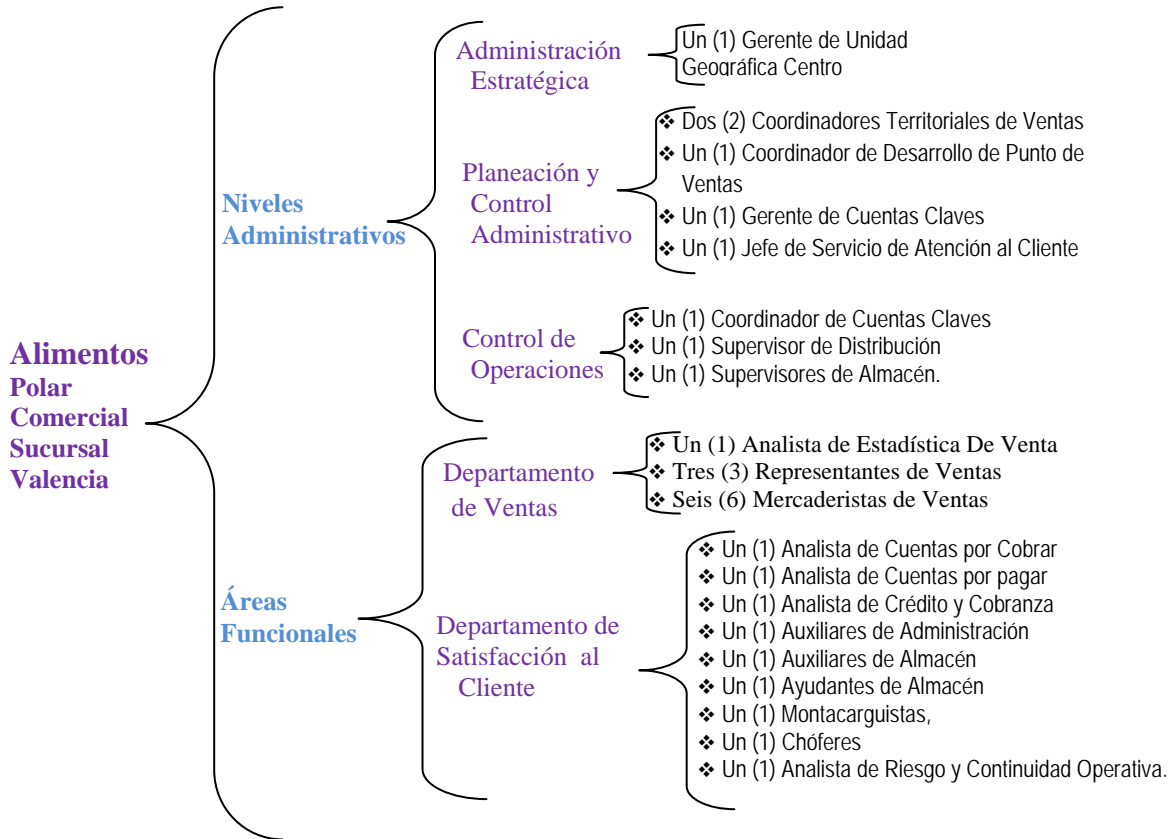 Administración
Estratégica
Un (1) Gerente de Unidad
Geográfica Centro
Planeación y
Control
Administrativo
❖ Dos (2) Coordinadores Territoriales de Ventas
❖ Un (1) Coordinador de Desarrollo de Punto de
Ventas
❖ Un (1) Gerente de Cuentas Claves
❖ Un (1) Jefe de Servicio de Atención al Cliente
Niveles
Administrativos
Control de
Operaciones
❖ Un (1) Coordinador de Cuentas Claves
❖ Un (1) Supervisor de Distribución
❖ Un (1) Supervisores de Almacén.
Alimentos
Polar
Comercial
Sucursal
Valencia
Departamento
de Ventas
❖ Un (1) Analista de Estadística De Venta
❖ Tres (3) Representantes de Ventas
❖ Seis (6) Mercaderistas de Ventas
Áreas
Funcionales
Departamento de
Satisfacción al
Cliente
❖ Un (1) Analista de Cuentas por Cobrar
❖ Un (1) Analista de Cuentas por pagar
❖ Un (1) Analista de Crédito y Cobranza
❖ Un (1) Auxiliares de Administración
❖ Un (1) Auxiliares de Almacén
❖ Un (1) Ayudantes de Almacén
❖ Un (1) Montacarguistas,
❖ Un (1) Chóferes
❖ Un (1) Analista de Riesgo y Continuidad Operativa.